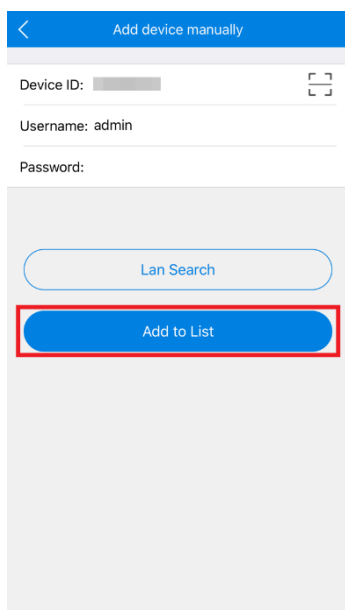 Add device manually
Device ID:
Username: admin
Password:
Lan Search
Add to List